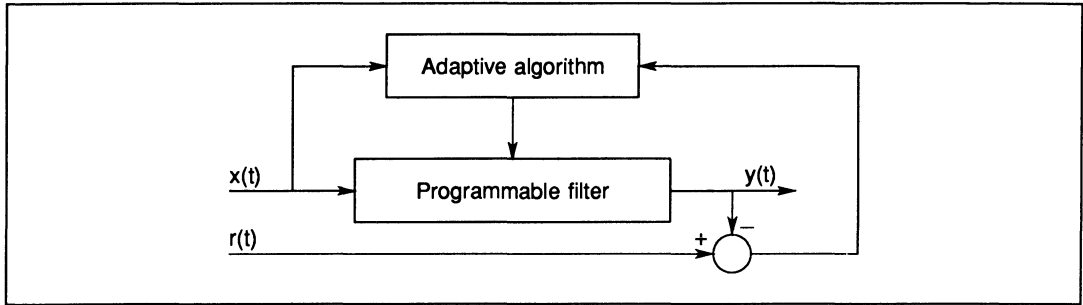 Adaptive algorithm
x(t)
Programmable filter
y(t)
r(t)
+
−